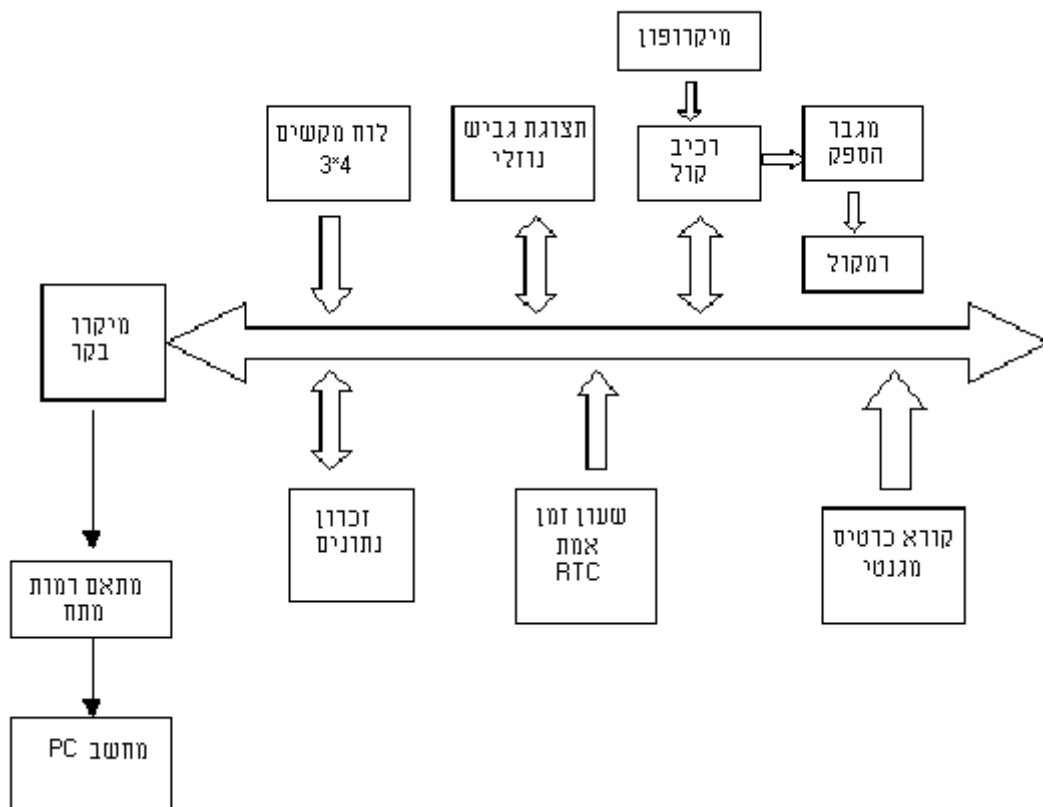 מיקרופון
לוח מקשים
3*4
תצוגת גביש
נוזלי
רכיב
קול
מגבר
הספק
רמקול
מיקרו
בקר
זכרון
נתונים
שעון זמן
אמת
RTC
קורא כרטיס
מגנטי
מתאם רמות
מתח
מחשב PC